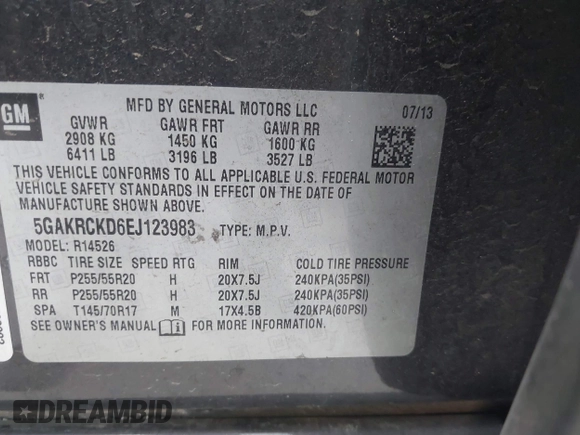 GM
MFD BY GENERAL MOTORS LLC 07/13
GVWR GAWR FRT GAWR RR
2908 KG 1450 KG 1600 KG
6411 LB 3196 LB 3527 LB
THIS VEHICLE CONFORMS TO ALL APPLICABLE U.S. FEDERAL MOTOR
VEHICLE SAFETY STANDARDS IN EFFECT ON THE DATE OF
MANUFACTURE SHOWN ABOVE.
5GAKRCKD6EJ123983 TYPE: M.P.V.
MODEL: R14526
RBBC TIRE SIZE SPEED RTG RIM COLD TIRE PRESSURE
FRT P255/55R20 H 20X7.5J 240KPA(35PSI)
RR P255/55R20 H 20X7.5J 240KPA(35PSI)
SPA T145/70R17 M 17X4.5B 420KPA(60PSI)
SEE OWNER'S MANUAL FOR MORE INFORMATION.
DREAMBID